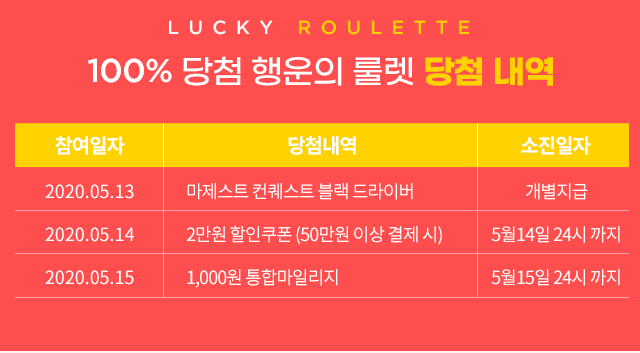 LUCKY ROULETTE
100% 당첨 행운의 룰렛 당첨 내역
참여일자 당첨내역 소진일자
2020.05.13 마제스트 컨퀘스트 블랙 드라이버 개별지급
2020.05.14 2만원 할인쿠폰 (50만원 이상 결제 시) 5월14일 24시 까지
2020.05.15 1,000원 통합마일리지 5월15일 24시 까지